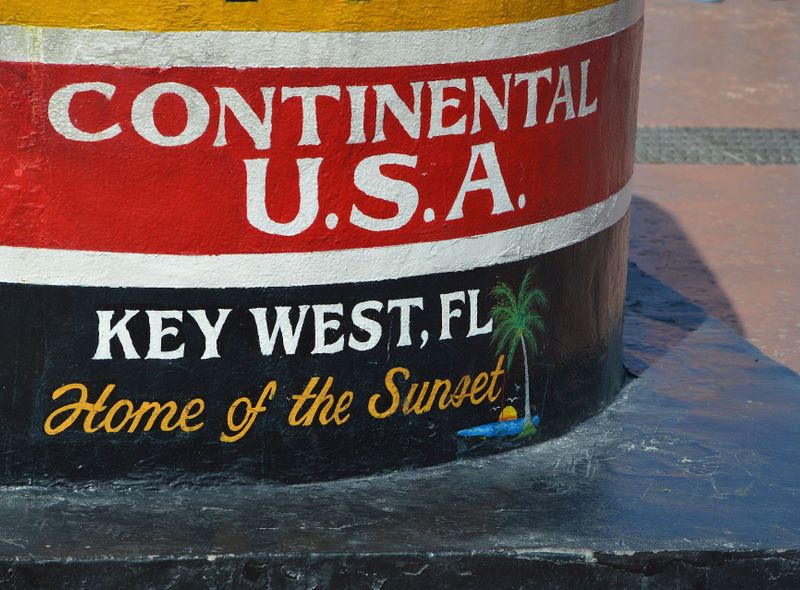 CONTINENTAL
U.S.A.
KEY WEST, FL
Home of the Sunset